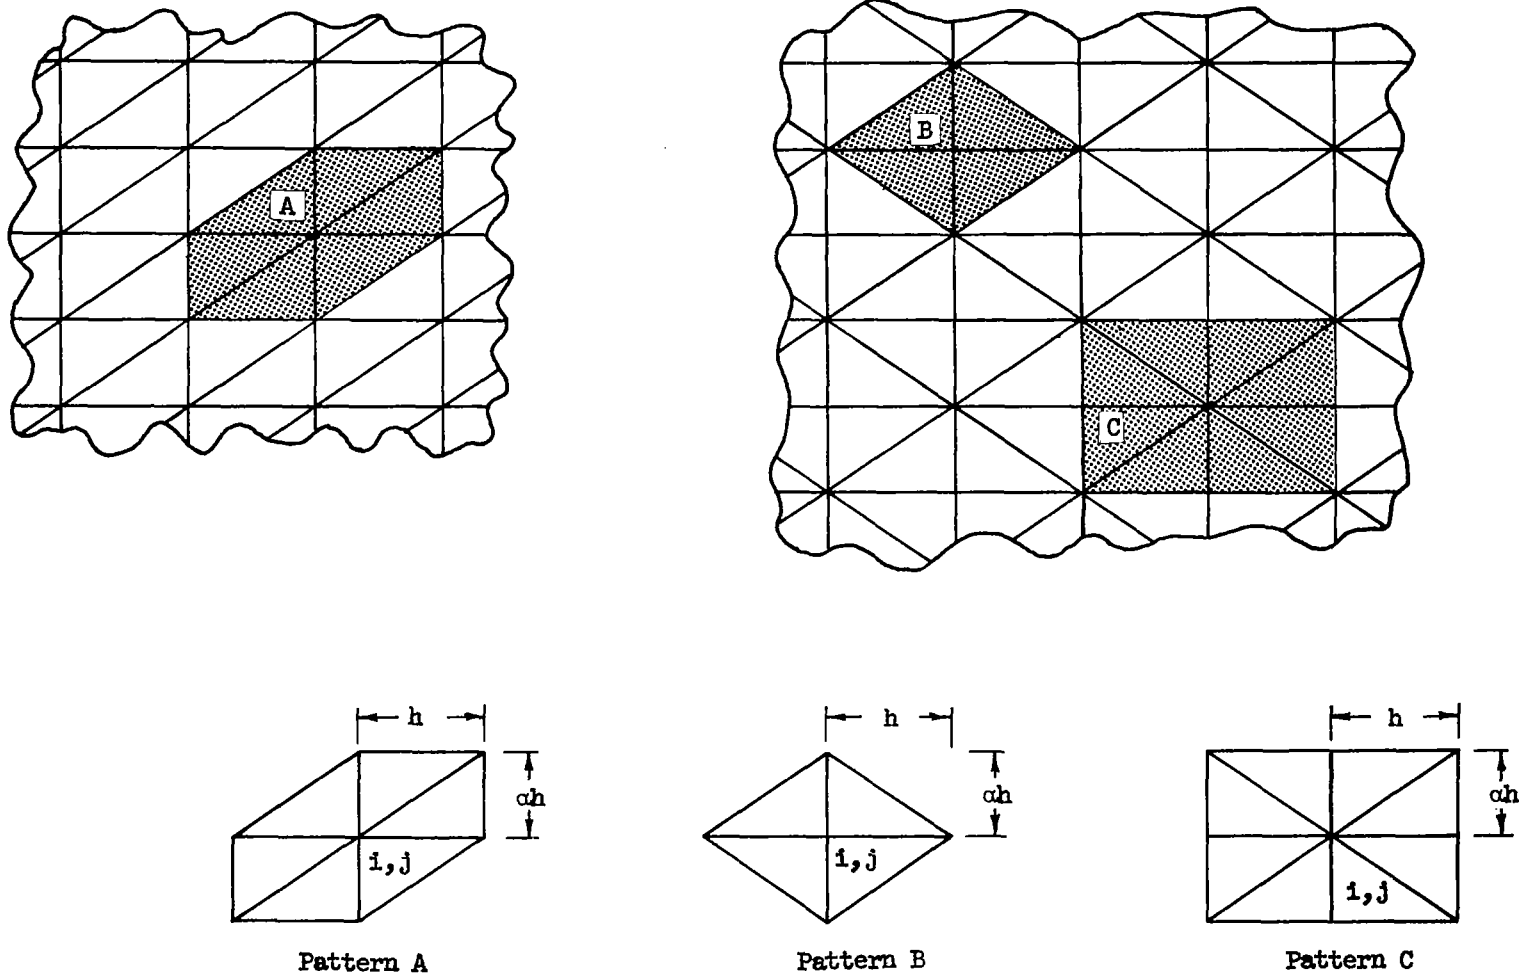 A
B
C
h
αh
i,j
Pattern A
h
αh
i,j
Pattern B
h
αh
i,j
Pattern C